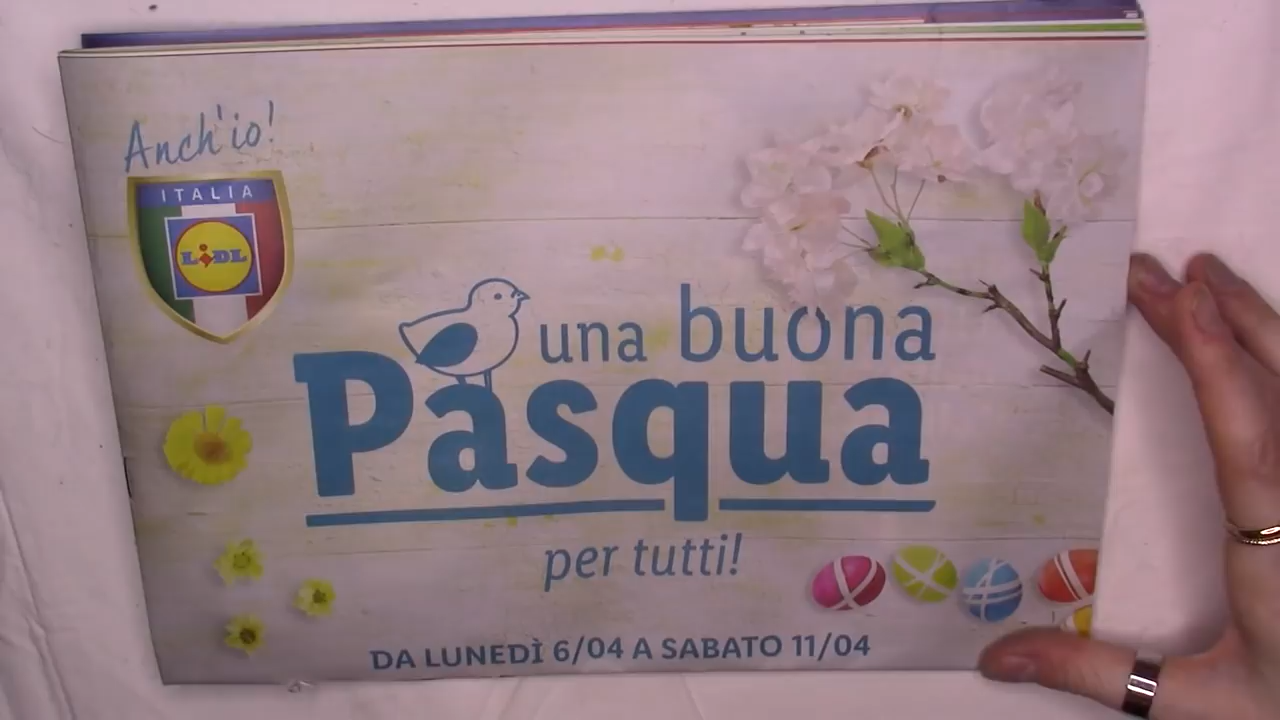 Anch'io!
ITALIA
LiDL
una buona
Pasqua
per tutti!
DA LUNEDÌ 6/04 A SABATO 11/04